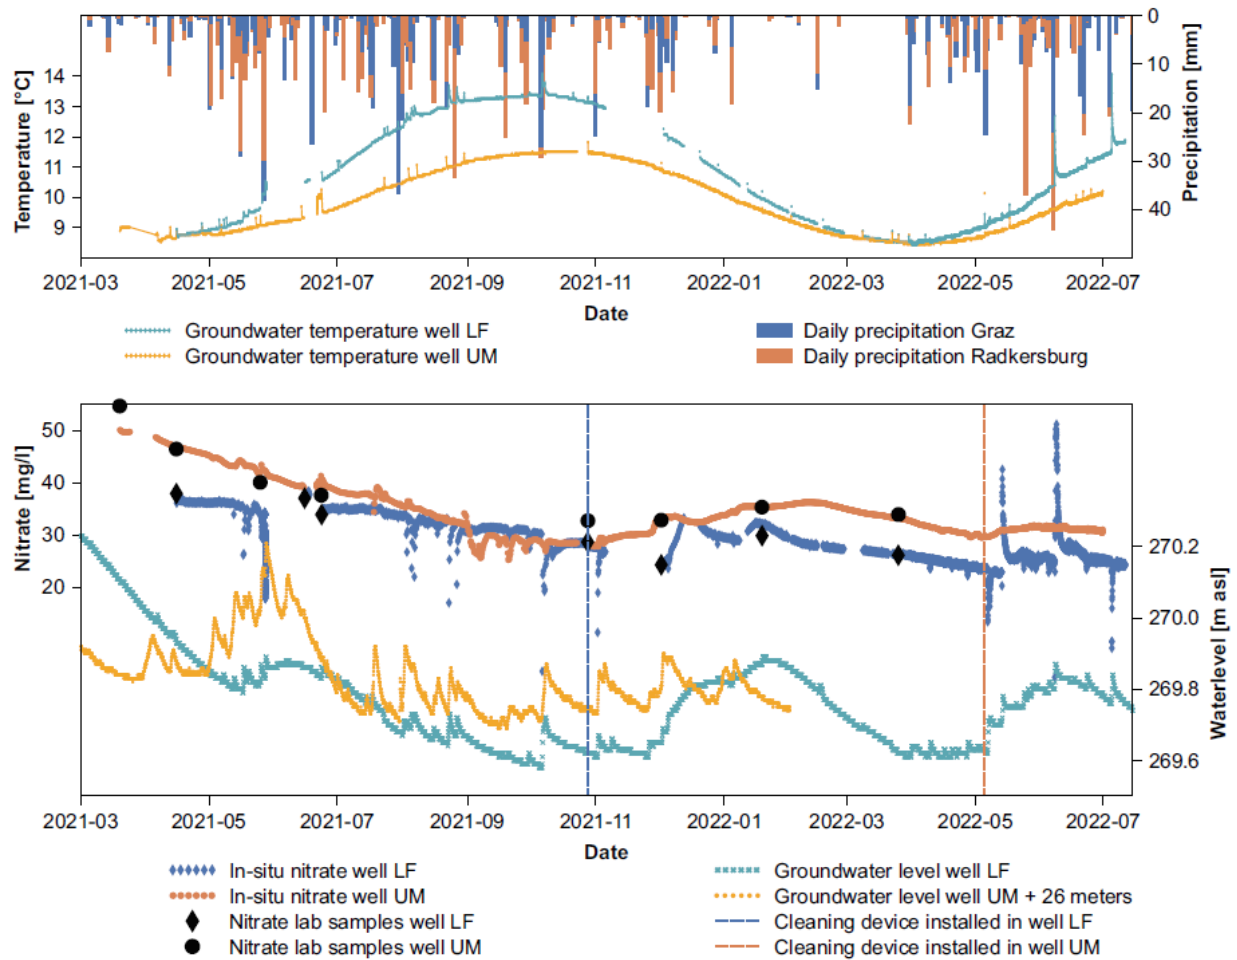 Temperature [°C]
14
13
12
11
10
9
0
10
20
30
40
Precipitation [mm]
2021-03 2021-05 2021-07 2021-09 2021-11 2022-01 2022-03 2022-05 2022-07
Date
Groundwater temperature well LF
Groundwater temperature well UM
Daily precipitation Graz
Daily precipitation Radkersburg
Nitrate [mg/l]
50
40
30
20
270.2
270.0
269.8
269.6
Waterlevel [m asl]
2021-03 2021-05 2021-07 2021-09 2021-11 2022-01 2022-03 2022-05 2022-07
Date
In-situ nitrate well LF
In-situ nitrate well UM
Nitrate lab samples well LF
Nitrate lab samples well UM
Groundwater level well LF
Groundwater level well UM + 26 meters
Cleaning device installed in well LF
Cleaning device installed in well UM